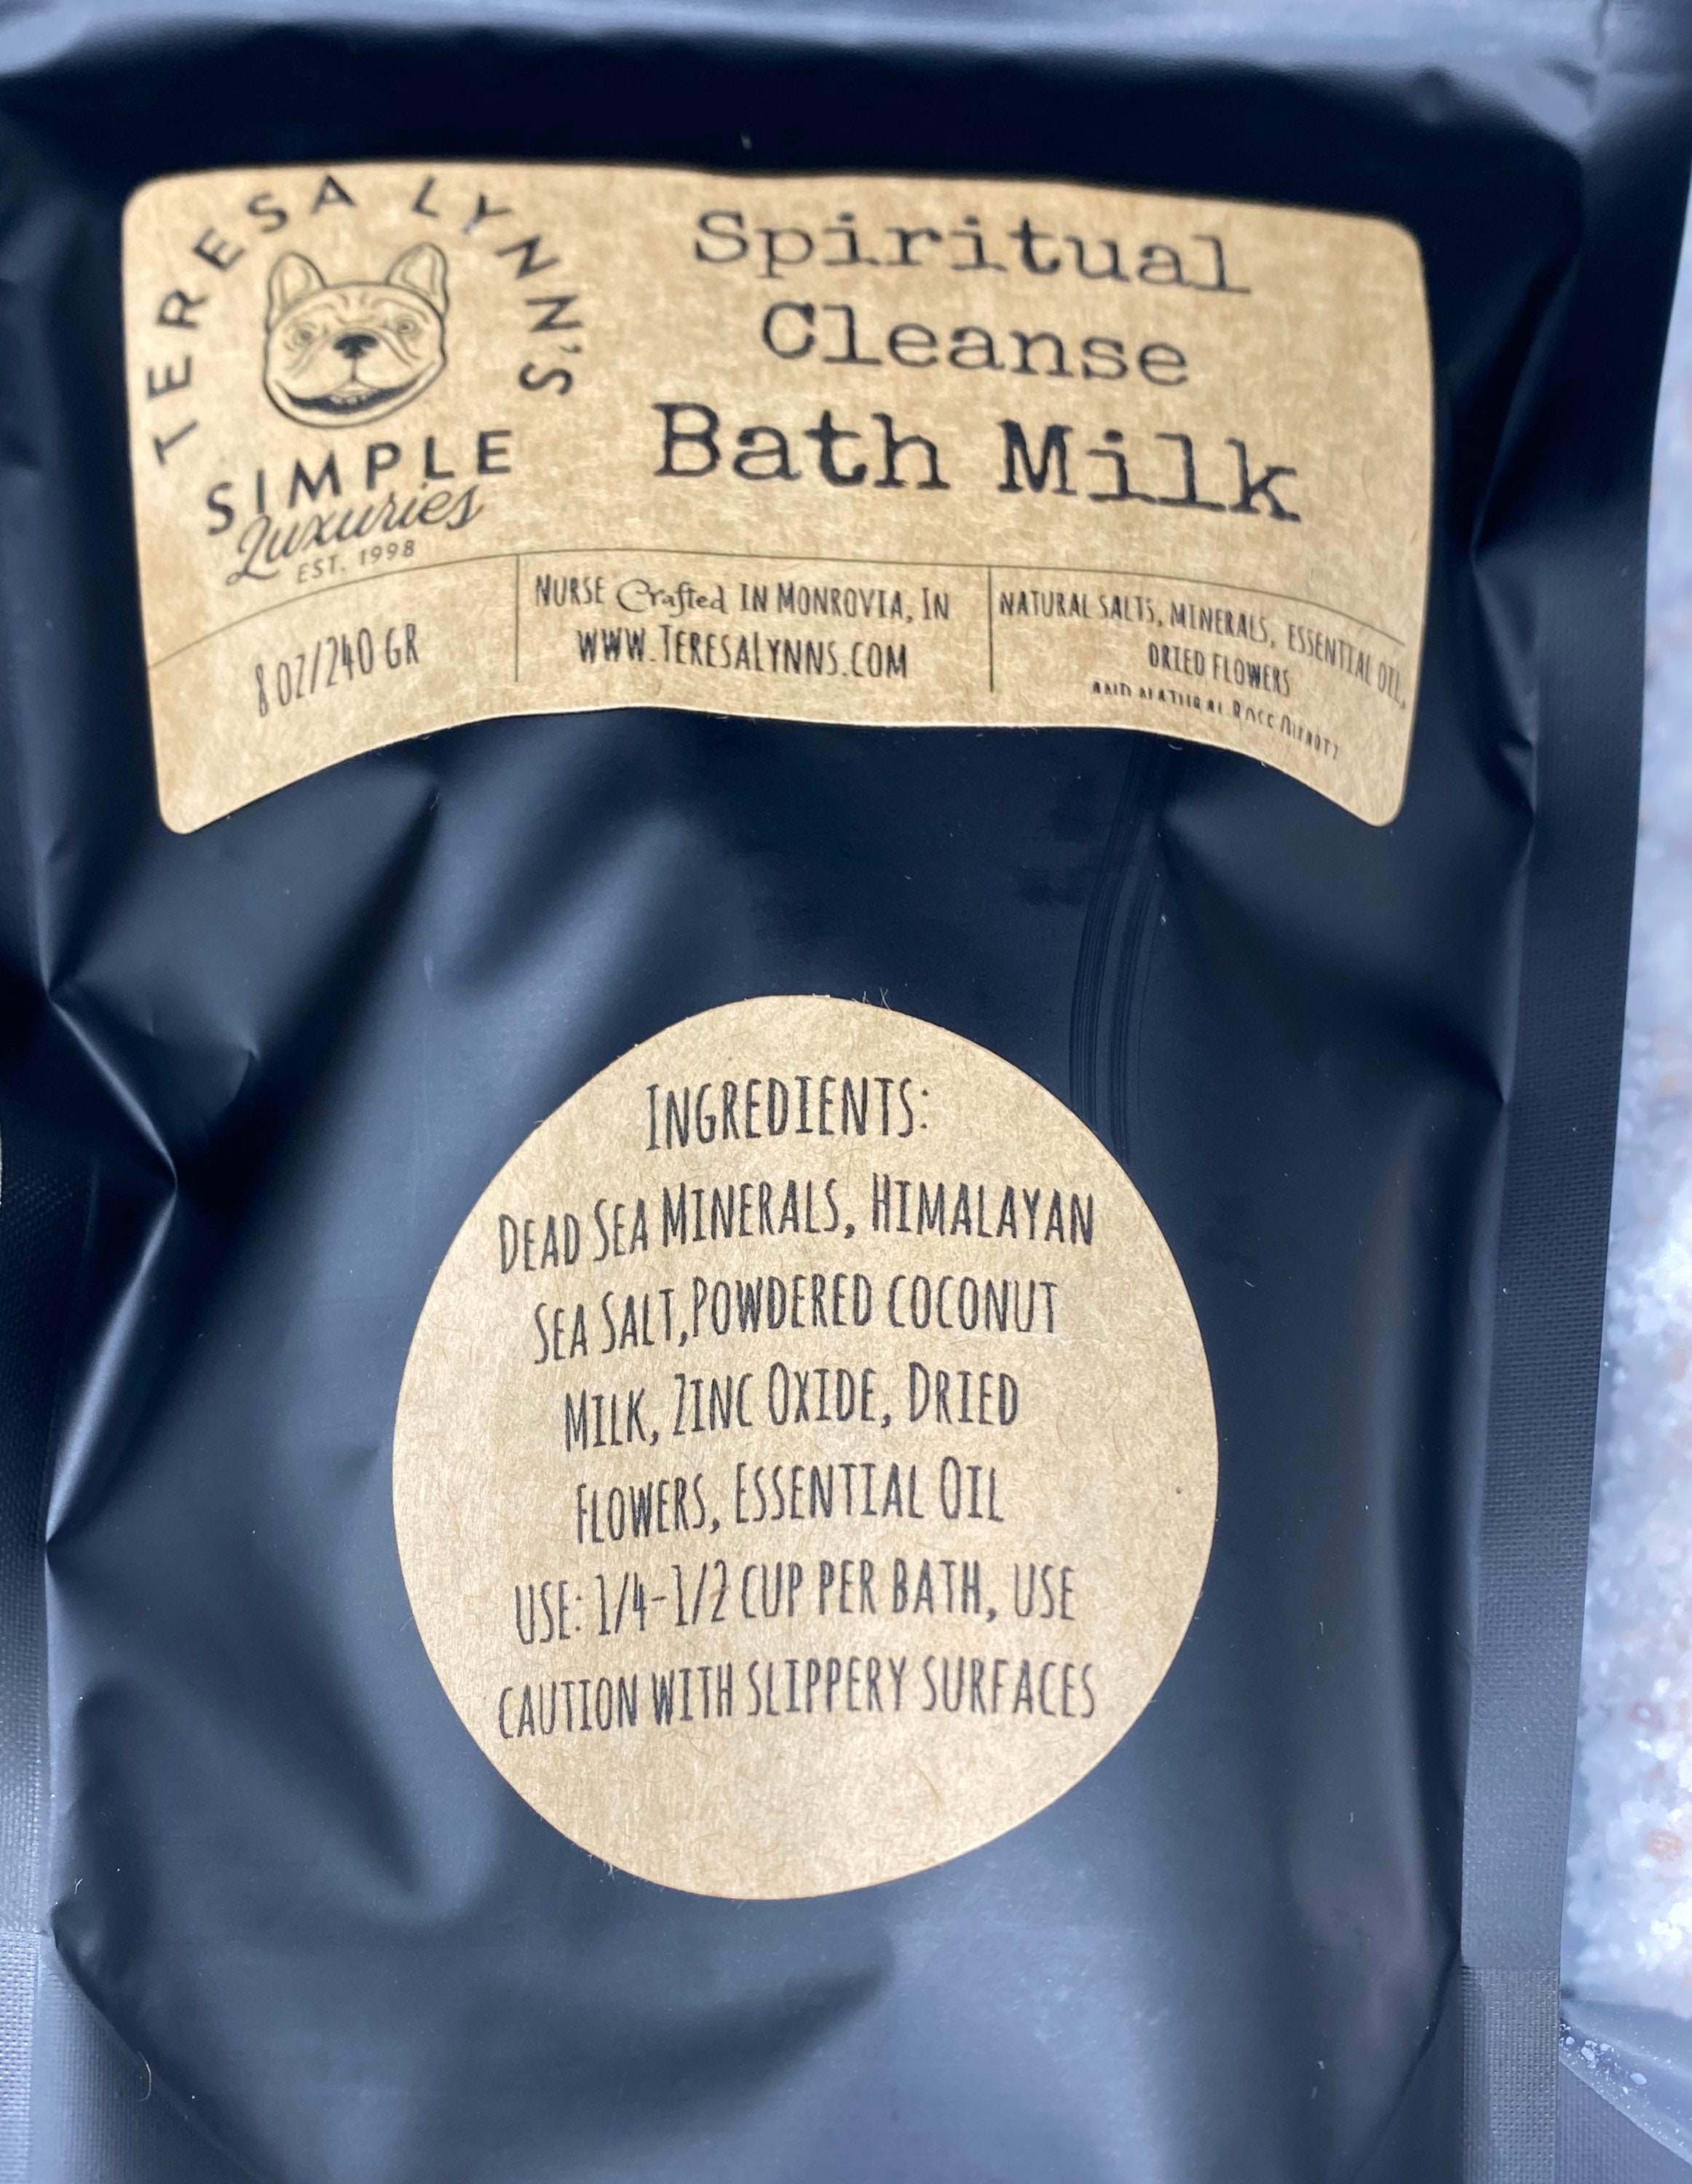 TERESA LYNN'S
SIMPLE
Luxuries
EST. 1998
Spiritual
Cleanse
Bath Milk
8 OZ/240 GR
NURSE Crafted IN MONROVIA, IN
WWW.TERESALYNNS.COM
NATURAL SALTS, MINERALS, ESSENTIAL OIL,
DRIED FLOWERS
AND NATURAL
INGREDIENTS:
DEAD SEA MINERALS, HIMALAYAN
SEA SALT,POWDERED COCONUT
MILK, ZINC OXIDE, DRIED
FLOWERS, ESSENTIAL OIL
USE: 1/4-1/2 CUP PER BATH, USE
CAUTION WITH SLIPPERY SURFACES